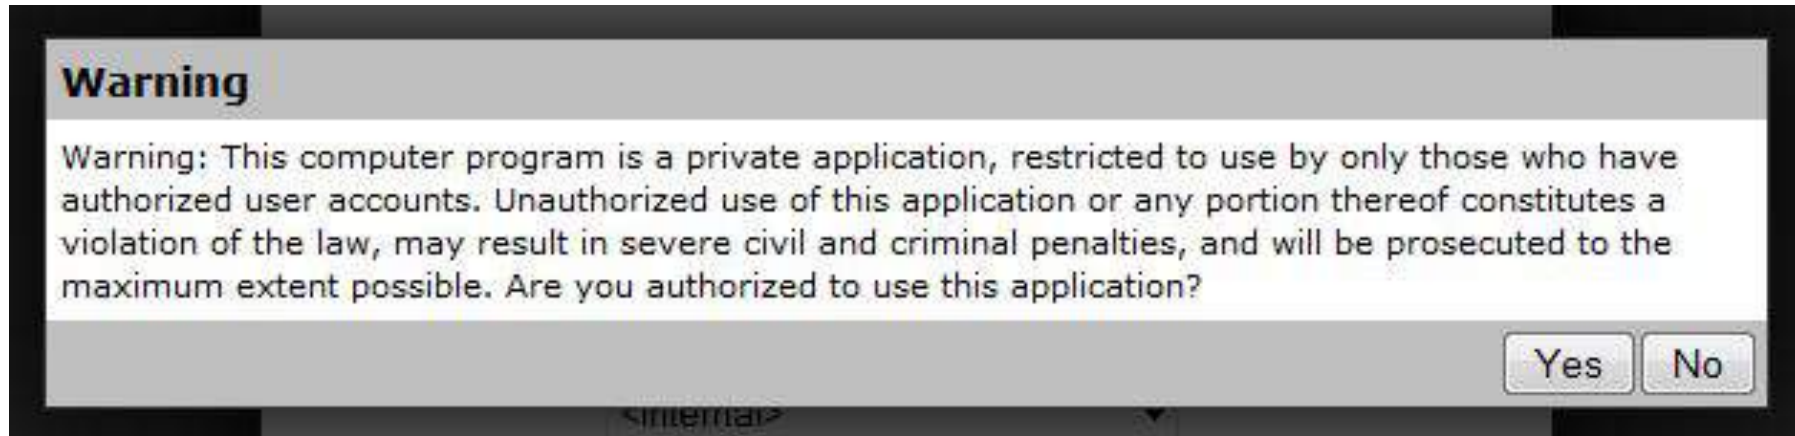 Warning
Warning: This computer program is a private application, restricted to use by only those who have
authorized user accounts. Unauthorized use of this application or any portion thereof constitutes a
violation of the law, may result in severe civil and criminal penalties, and will be prosecuted to the
maximum extent possible. Are you authorized to use this application?
Yes No
<internal>